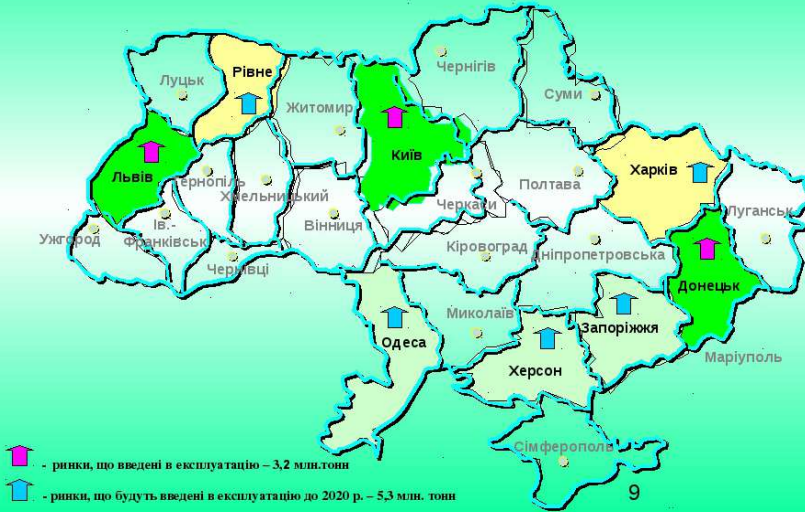 Чернігів
Рівне
Луцьк
Суми
Житомир
Київ
Харків
Львів
ернопіль
Полтава
Хмельницький
Черкаси
Луганськ
Ів.-
Франківськ
Вінниця
Ужгород
Кіровоград
Дніпропетровська
Чернівці
Донецьк
Миколаїв
Запоріжжя
Одеса
Маріуполь
Херсон
Сімферополь
- ринки, що введені в експлуатацію – 3,2 млн.тонн
- ринки, що будуть введені в експлуатацію до 2020 р. – 5,3 млн. тонн
9